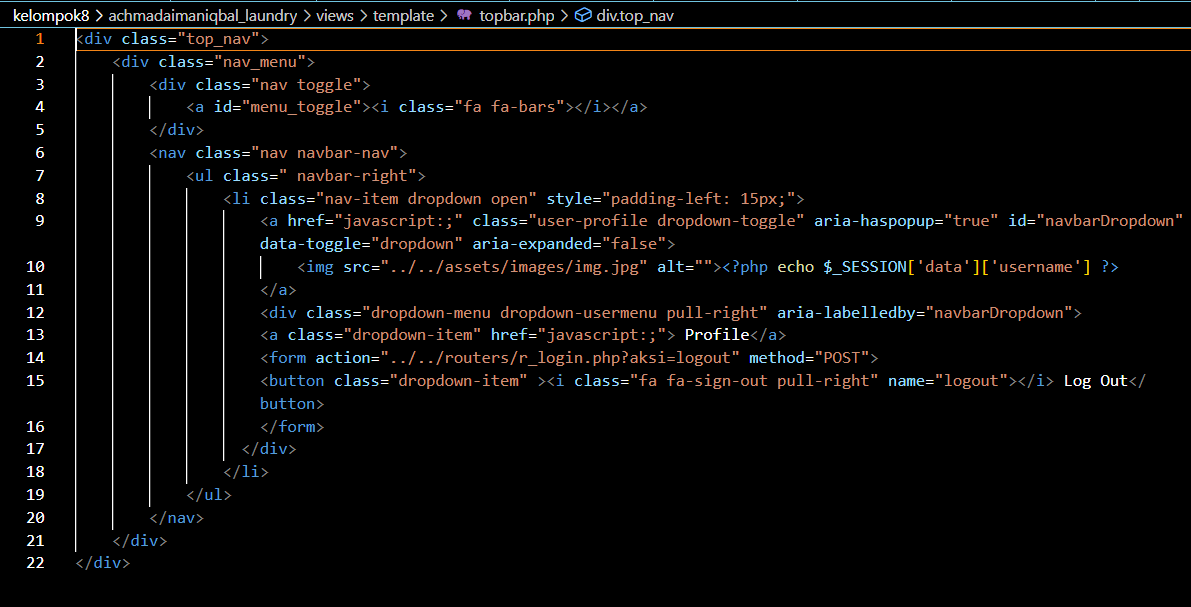 kelompok8 > achmadaimaniqbal_laundry > views > template > topbar.php > div.top_nav
1 <div class="top_nav">
2 <div class="nav_menu">
3 <div class="nav toggle">
4 <a id="menu_toggle"><i class="fa fa-bars"></i></a>
5 </div>
6 <nav class="nav navbar-nav">
7 <ul class=" navbar-right">
8 <li class="nav-item dropdown open" style="padding-left: 15px;">
9 <a href="javascript:;" class="user-profile dropdown-toggle" aria-haspopup="true" id="navbarDropdown"
data-toggle="dropdown" aria-expanded="false">
10 <img src="../../assets/images/img.jpg" alt=""><?php echo $_SESSION['data']['username'] ?>
11 </a>
12 <div class="dropdown-menu dropdown-usermenu pull-right" aria-labelledby="navbarDropdown">
13 <a class="dropdown-item" href="javascript:;"> Profile</a>
14 <form action="../../routers/r_login.php?aksi=logout" method="POST">
15 <button class="dropdown-item" ><i class="fa fa-sign-out pull-right" name="logout"></i> Log Out</
button>
16 </form>
17 </div>
18 </li>
19 </ul>
20 </nav>
21 </div>
22 </div>